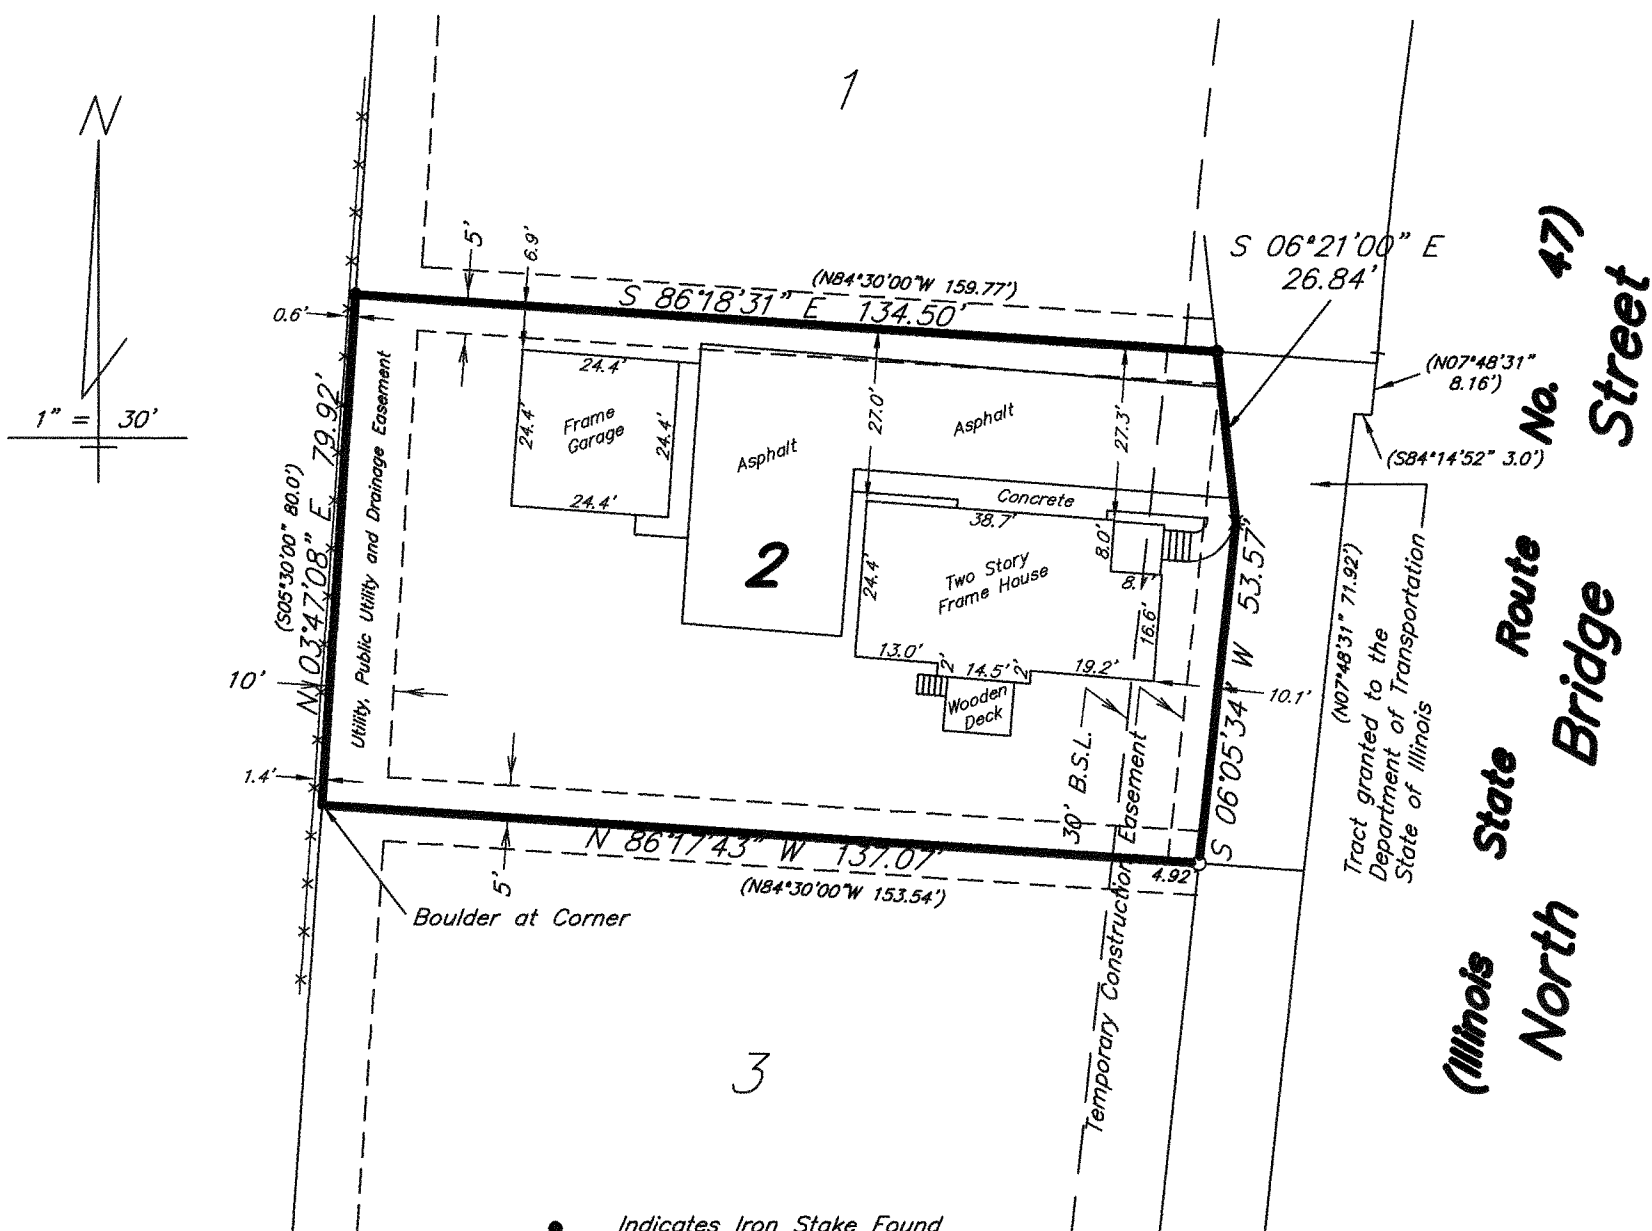 N
1" = 30'
1
5'
6.9'
S 06°21'00" E
26.84'
(N84°30'00"W 159.77')
S 86°18'31" E 134.50'
0.6'
(N07°48'31"
8.16')
(S84°14'52" 3.0')
24.4'
24.4'
Frame
Garage
24.4'
24.4'
Asphalt
27.0'
Asphalt
27.3'
Concrete
38.7'
8.0'
8.1'
2
24.4'
Two Story
Frame House
16.6'
13.0'
2'
14.5'
2'
19.2'
Wooden
Deck
10.1'
(S05°30'00" 80.0')
N 03°47'08" E 79.92'
Utility, Public Utility and Drainage Easement
10'
1.4'
S 06°05'34" W 53.57'
(N07°48'31" 71.92')
Tract granted to the
Department of Transportation
State of Illinois
30' B.S.L.
Temporary Construction Easement
N 86°17'43" W 137.07'
4.92'
5'
(N84°30'00"W 153.54')
Boulder at Corner
3
(Illinois State Route No. 47)
North Bridge Street
Indicates Iron Stake Found